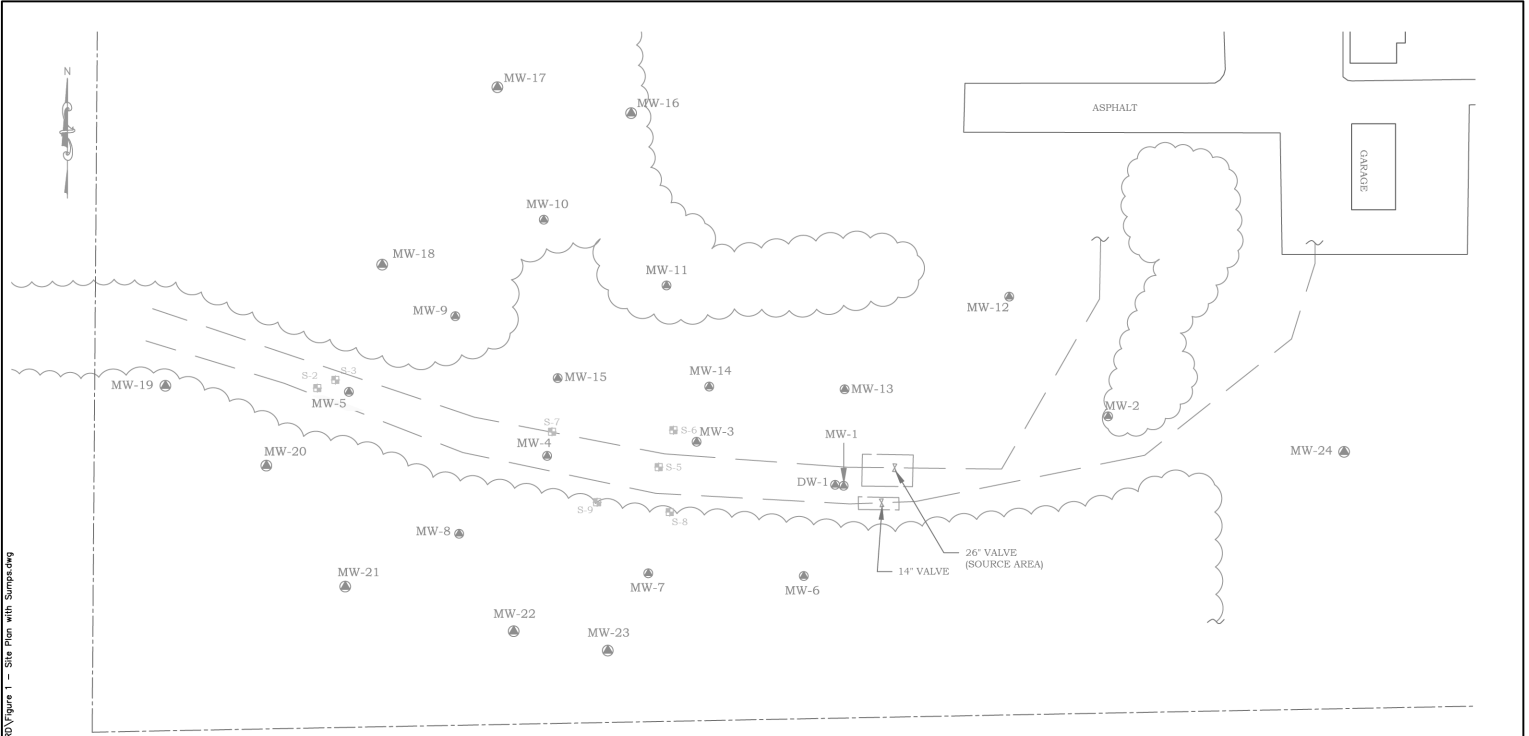 N
MW-17
MW-16
ASPHALT
GARAGE
MW-10
MW-18
MW-11
MW-9
MW-12
MW-19
S-2
S-3
MW-5
MW-15
MW-14
MW-13
MW-2
S-7
S-6
MW-3
MW-1
MW-4
MW-20
S-5
DW-1
MW-24
S-9
S-8
MW-8
26" VALVE
(SOURCE AREA)
14" VALVE
MW-21
MW-7
MW-6
MW-22
MW-23
RD\Figure 1 - Site Plan with Sumps.dwg